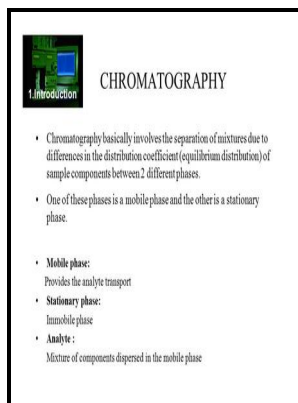 1.Introduction
CHROMATOGRAPHY
• Chromatography basically involves the separation of mixtures due to
differences in the distribution coefficient (equilibrium distribution) of
sample components between 2 different phases.
• One of these phases is a mobile phase and the other is a stationary
phase.
• Mobile phase:
Provides the analyte transport
• Stationary phase:
Immobile phase
• Analyte :
Mixture of components dispersed in the mobile phase